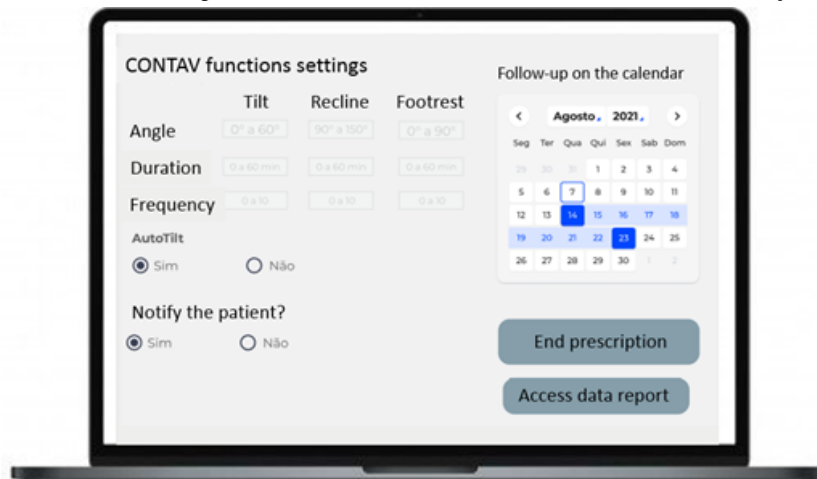 CONTAV functions settings
Tilt Recline Footrest
Angle 0° a 60° 90° a 150° 0° a 90°
Duration 0 a 60 min 0 a 60 min 0 a 60 min
Frequency 0 a 10 0 a 10 0 a 10
AutoTilt
Sim Não
Notify the patient?
Sim Não
Follow-up on the calendar
Agosto 2021
Seg Ter Qua Qui Sex Sab Dom
29 30 31 1 2 3 4
5 6 7 8 9 10 11
12 13 14 15 16 17 18
19 20 21 22 23 24 25
26 27 28 29 30 1 2
End prescription
Access data report